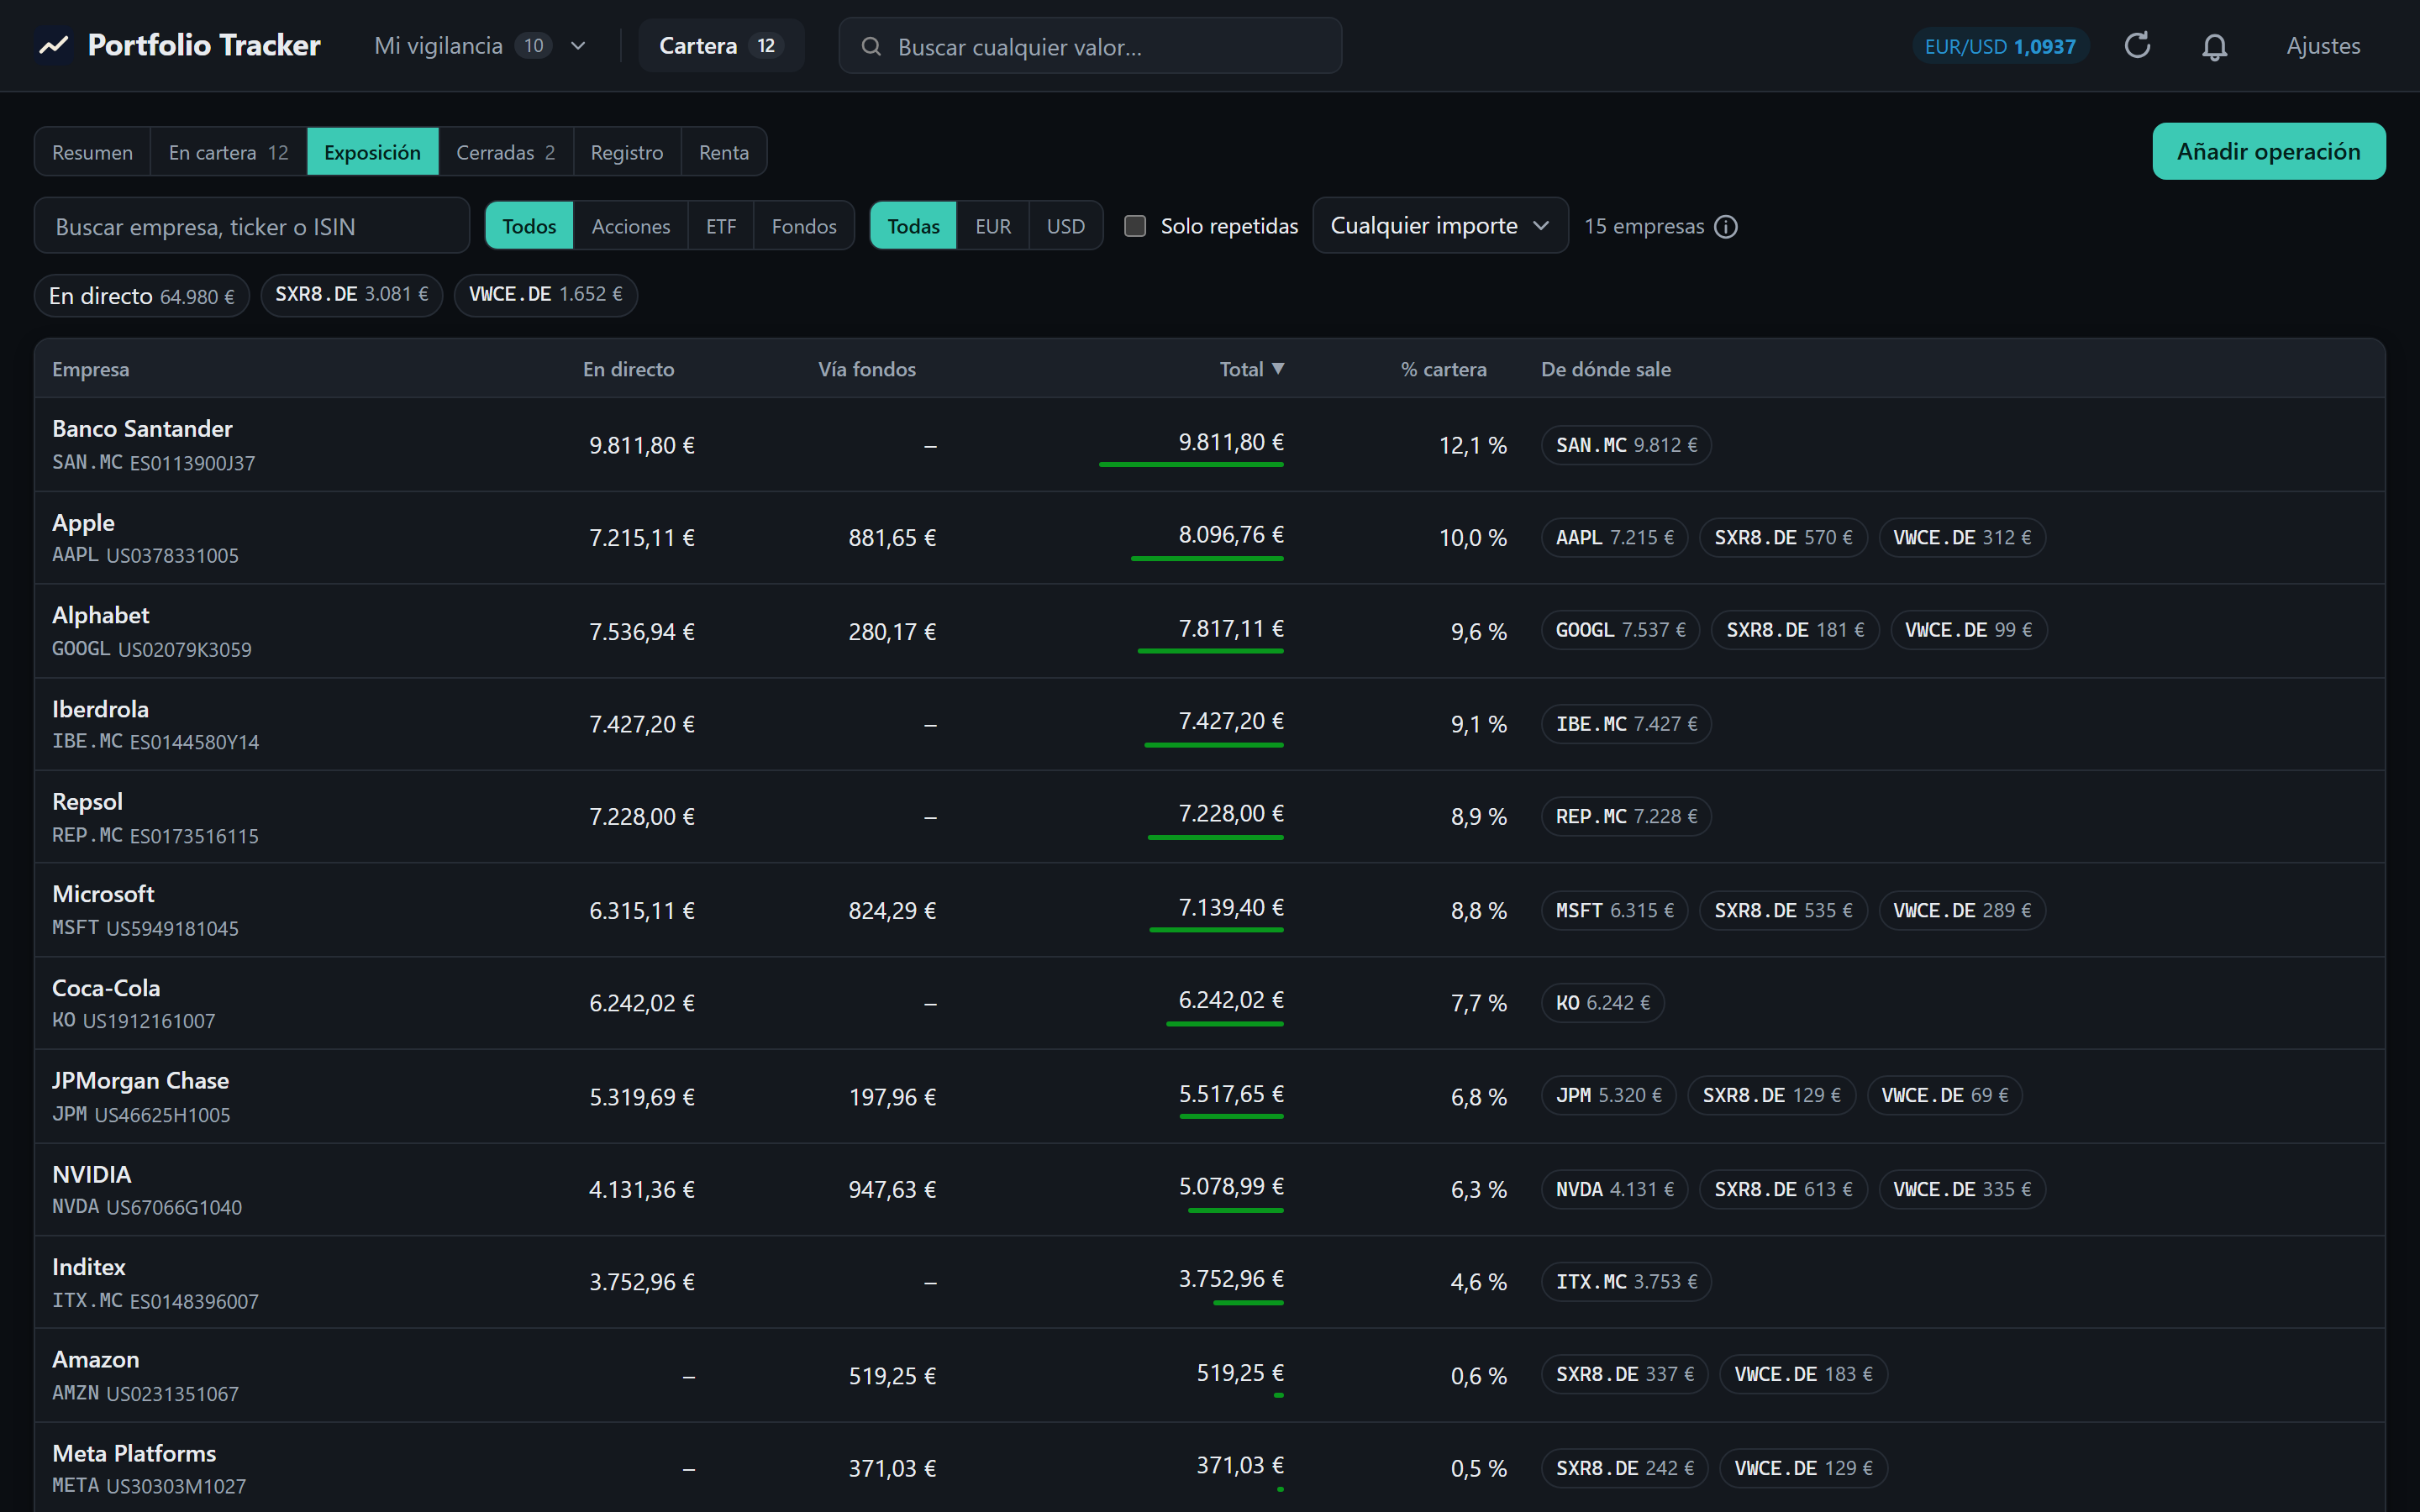 Portfolio Tracker Mi vigilancia 10 Cartera 12 Buscar cualquier valor... EUR/USD 1,0937 Ajustes
Resumen En cartera 12 Exposición Cerradas 2 Registro Renta Añadir operación
Buscar empresa, ticker o ISIN Todos Acciones ETF Fondos Todas EUR USD Solo repetidas Cualquier importe 15 empresas
En directo 64.980 € SXR8.DE 3.081 € VWCE.DE 1.652 €
Empresa En directo Vía fondos Total ▼ % cartera De dónde sale
Banco Santander
SAN.MC ES0113900J37 9.811,80 € – 9.811,80 € 12,1 % SAN.MC 9.812 €
Apple
AAPL US0378331005 7.215,11 € 881,65 € 8.096,76 € 10,0 % AAPL 7.215 € SXR8.DE 570 € VWCE.DE 312 €
Alphabet
GOOGL US02079K3059 7.536,94 € 280,17 € 7.817,11 € 9,6 % GOOGL 7.537 € SXR8.DE 181 € VWCE.DE 99 €
Iberdrola
IBE.MC ES0144580Y14 7.427,20 € – 7.427,20 € 9,1 % IBE.MC 7.427 €
Repsol
REP.MC ES0173516115 7.228,00 € – 7.228,00 € 8,9 % REP.MC 7.228 €
Microsoft
MSFT US5949181045 6.315,11 € 824,29 € 7.139,40 € 8,8 % MSFT 6.315 € SXR8.DE 535 € VWCE.DE 289 €
Coca-Cola
KO US1912161007 6.242,02 € – 6.242,02 € 7,7 % KO 6.242 €
JPMorgan Chase
JPM US46625H1005 5.319,69 € 197,96 € 5.517,65 € 6,8 % JPM 5.320 € SXR8.DE 129 € VWCE.DE 69 €
NVIDIA
NVDA US67066G1040 4.131,36 € 947,63 € 5.078,99 € 6,3 % NVDA 4.131 € SXR8.DE 613 € VWCE.DE 335 €
Inditex
ITX.MC ES0148396007 3.752,96 € – 3.752,96 € 4,6 % ITX.MC 3.753 €
Amazon
AMZN US0231351067 – 519,25 € 519,25 € 0,6 % SXR8.DE 337 € VWCE.DE 183 €
Meta Platforms
META US30303M1027 – 371,03 € 371,03 € 0,5 % SXR8.DE 242 € VWCE.DE 129 €